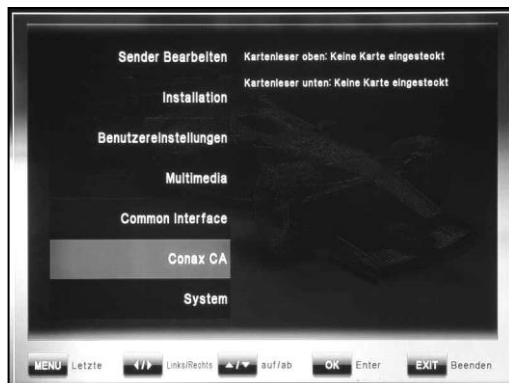 Sender Bearbeiten
Installation
Benutzereinstellungen
Multimedia
Common Interface
Conax CA
System
Kartenleser oben: Keine Karte eingesteckt
Kartenleser unten: Keine Karte eingesteckt
MENU Letzte ◀/▶ Links/Rechts ▲/▼ auf/ab OK Enter EXIT Beenden